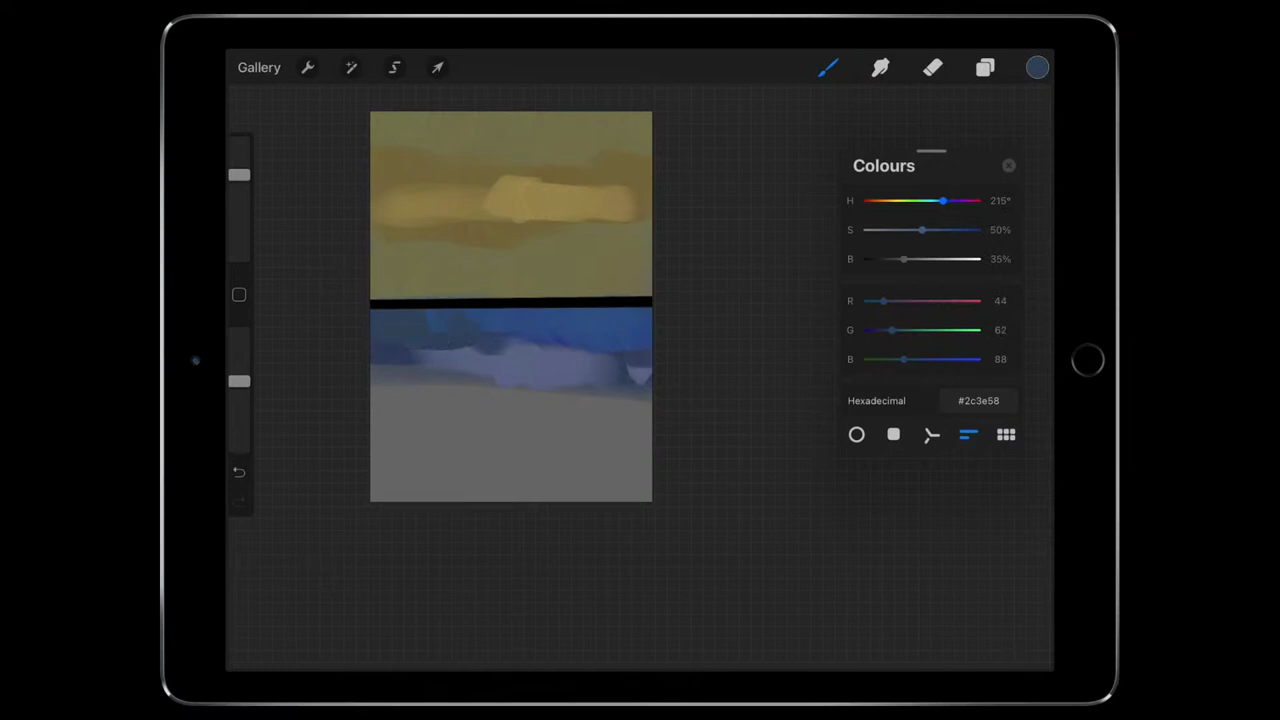 Gallery
Colours
H 215°
S 50%
B 35%
R 44
G 62
B 88
Hexadecimal #2c3e58